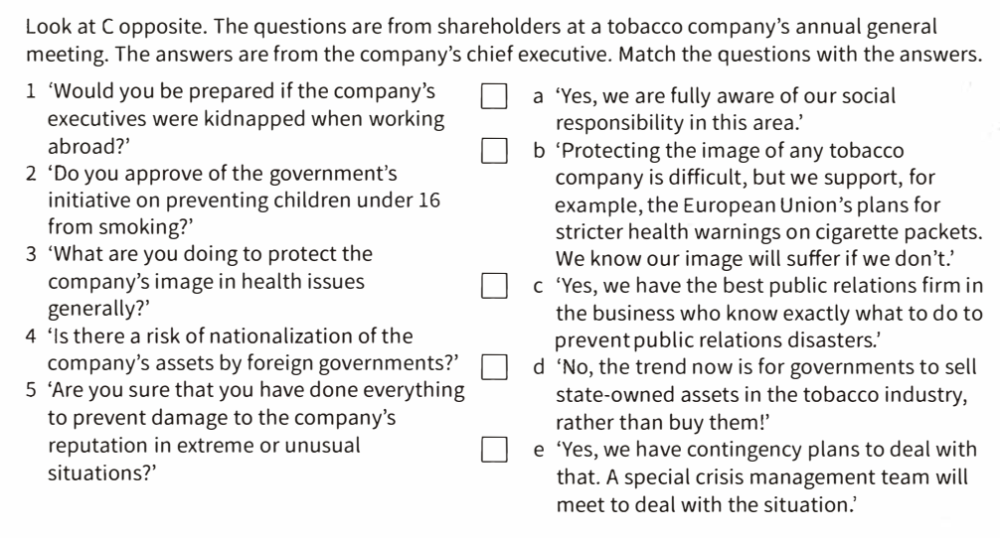 Look at C opposite. The questions are from shareholders at a tobacco company's annual general
meeting. The answers are from the company's chief executive. Match the questions with the answers.
1 ‘Would you be prepared if the company's
executives were kidnapped when working
abroad?’
2 ‘Do you approve of the government's
initiative on preventing children under 16
from smoking?’
3 ‘What are you doing to protect the
company's image in health issues
generally?’
4 ‘Is there a risk of nationalization of the
company's assets by foreign governments?’
5 ‘Are you sure that you have done everything
to prevent damage to the company's
reputation in extreme or unusual
situations?’
a ‘Yes, we are fully aware of our social
responsibility in this area.’
b ‘Protecting the image of any tobacco
company is difficult, but we support, for
example, the European Union's plans for
stricter health warnings on cigarette packets.
We know our image will suffer if we don't.’
c ‘Yes, we have the best public relations firm in
the business who know exactly what to do to
prevent public relations disasters.’
d ‘No, the trend now is for governments to sell
state-owned assets in the tobacco industry,
rather than buy them!’
e ‘Yes, we have contingency plans to deal with
that. A special crisis management team will
meet to deal with the situation.’